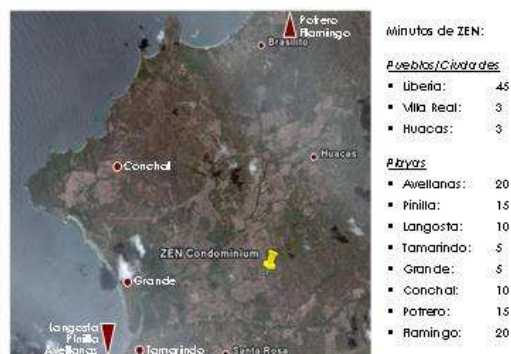 Potrero
Flamingo
Brasilito
Huacas
Conchal
ZEN Condominium
Grande
Langosta
Pinilla
Avellanas
Tamarindo
Santa Rosa
Minutos de ZEN:
Pueblos/Ciudades
▪ Liberia: 45
▪ Villa Real: 3
▪ Huacas: 3
Playas
▪ Avellanas: 20
▪ Pinilla: 15
▪ Langosta: 10
▪ Tamarindo: 5
▪ Grande: 5
▪ Conchal: 10
▪ Potrero: 15
▪ Flamingo: 20